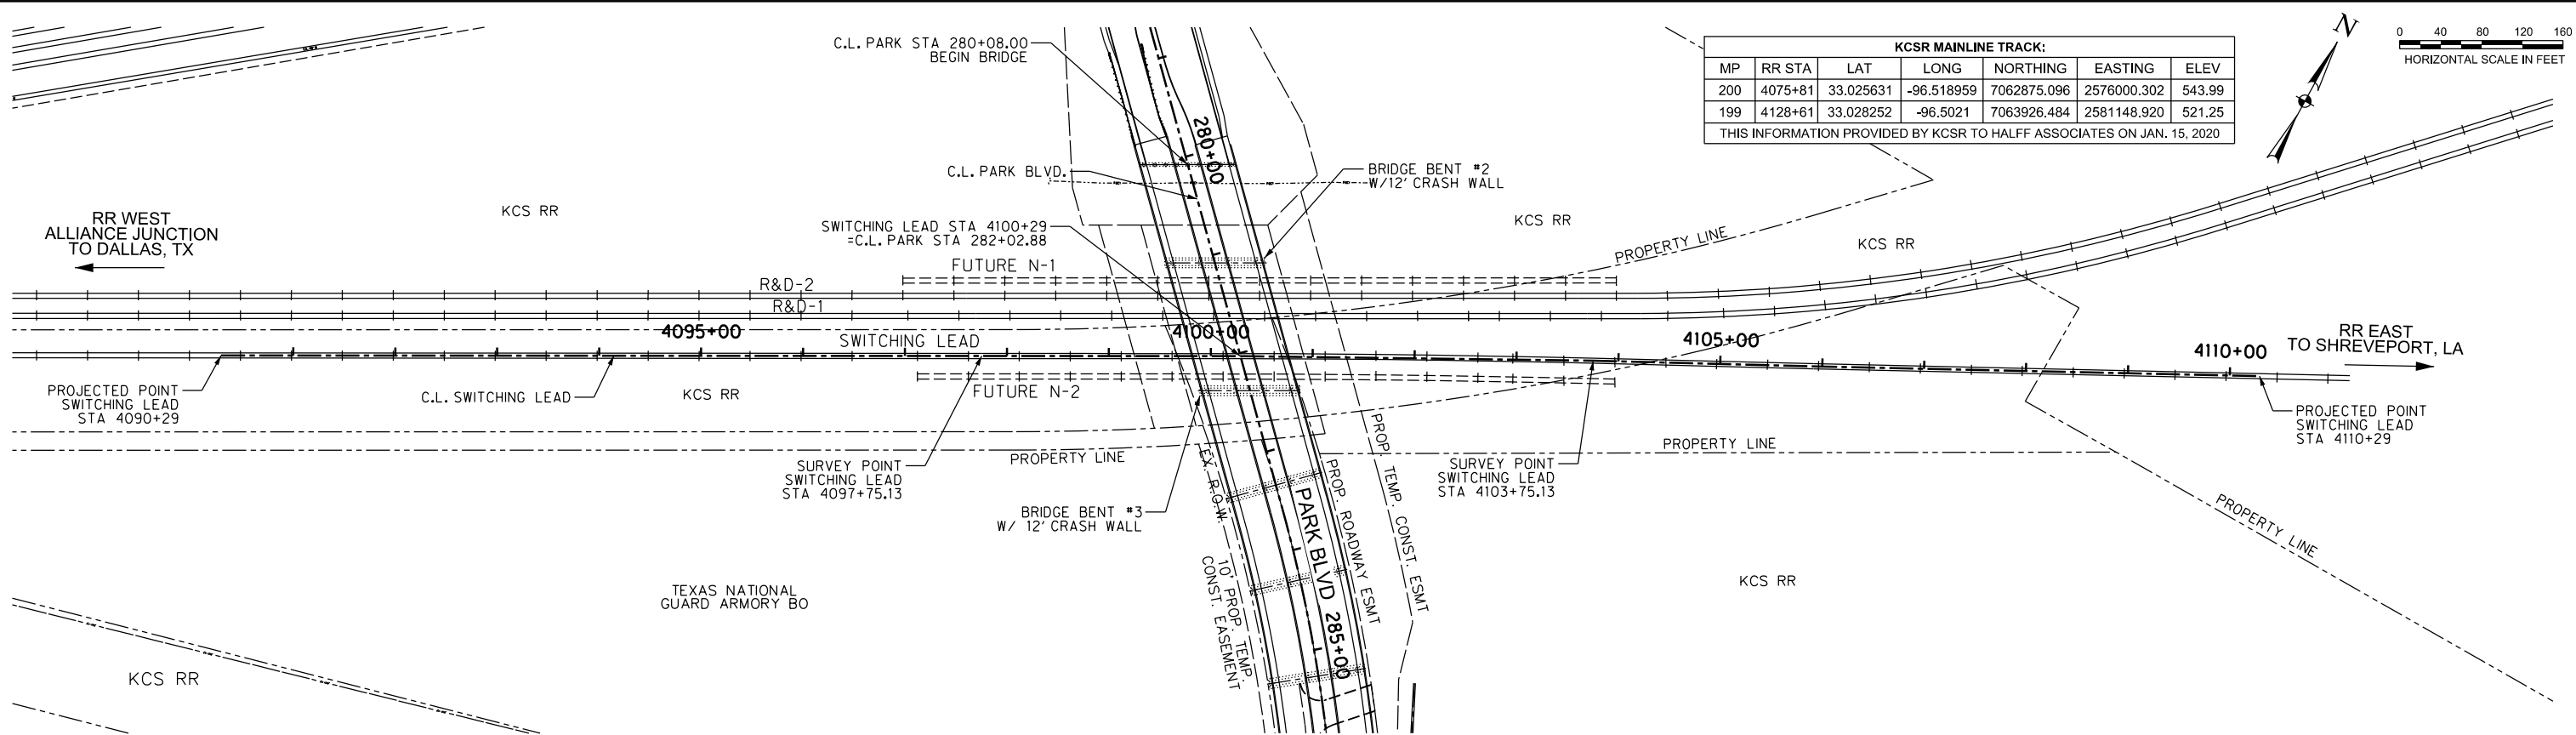 C.L. PARK STA 280+08.00
BEGIN BRIDGE
KCSR MAINLINE TRACK:
MP RR STA LAT LONG NORTHING EASTING ELEV
200 4075+81 33.025631 -96.518959 7062875.096 2576000.302 543.99
199 4128+61 33.028252 -96.5021 7063926.484 2581148.920 521.25
THIS INFORMATION PROVIDED BY KCSR TO HALFF ASSOCIATES ON JAN. 15, 2020
N
0 40 80 120 160
HORIZONTAL SCALE IN FEET
280+00
C.L. PARK BLVD.
BRIDGE BENT #2
W/12' CRASH WALL
RR WEST
ALLIANCE JUNCTION
TO DALLAS, TX
KCS RR
SWITCHING LEAD STA 4100+29
=C.L. PARK STA 282+02.88
KCS RR
PROPERTY LINE
KCS RR
FUTURE N-1
R&D-2
R&D-1
4095+00
SWITCHING LEAD
4100+00
4105+00
4110+00
RR EAST
TO SHREVEPORT, LA
PROJECTED POINT
SWITCHING LEAD
STA 4090+29
C.L. SWITCHING LEAD
KCS RR
FUTURE N-2
PROJECTED POINT
SWITCHING LEAD
STA 4110+29
PROPERTY LINE
SURVEY POINT
SWITCHING LEAD
STA 4097+75.13
SURVEY POINT
SWITCHING LEAD
STA 4103+75.13
PROPERTY LINE
PROPERTY LINE
BRIDGE BENT #3
W/ 12' CRASH WALL
EX. R.O.W.
10' PROP. TEMP.
CONST. EASEMENT
PARK BLVD
285+00
PROP. ROADWAY ESMT
PROP. TEMP. CONST. ESMT
TEXAS NATIONAL
GUARD ARMORY BO
KCS RR
KCS RR